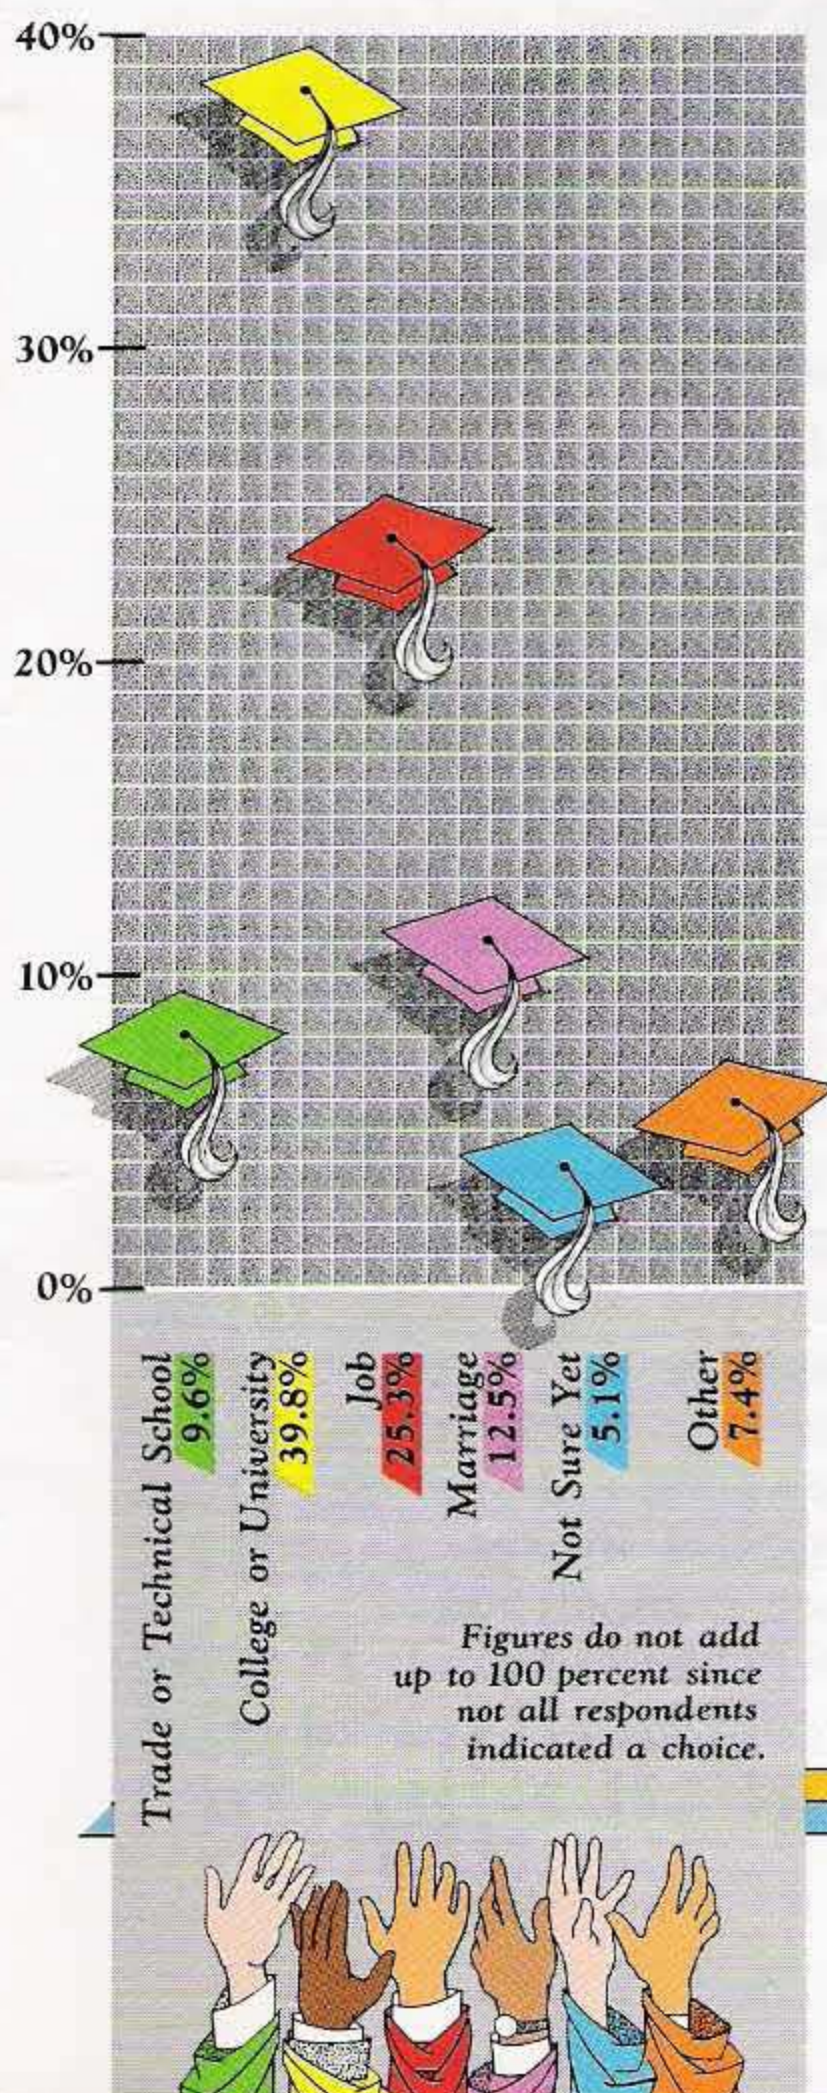 40%
30%
20%
10%
0%
Trade or Technical School
9.6%
College or University
39.8%
Job
25.3%
Marriage
12.5%
Not Sure Yet
5.1%
Other
7.4%
Figures do not add
up to 100 percent since
not all respondents
indicated a choice.